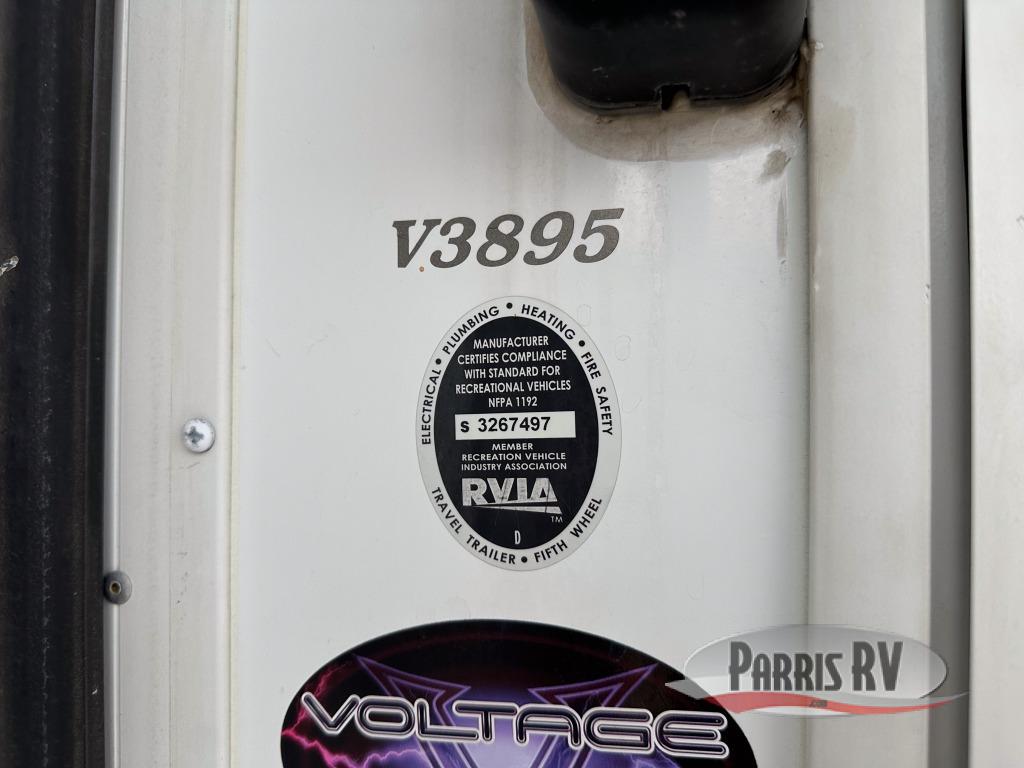 V3895
ELECTRICAL • PLUMBING • HEATING • FIRE SAFETY
MANUFACTURER
CERTIFIES COMPLIANCE
WITH STANDARD FOR
RECREATIONAL VEHICLES
NFPA 1192
S 3267497
MEMBER
RECREATION VEHICLE
INDUSTRY ASSOCIATION
RVIA
TM
D
TRAVEL TRAILER • FIFTH WHEEL
VOLTAGE
PARRIS RV
.com